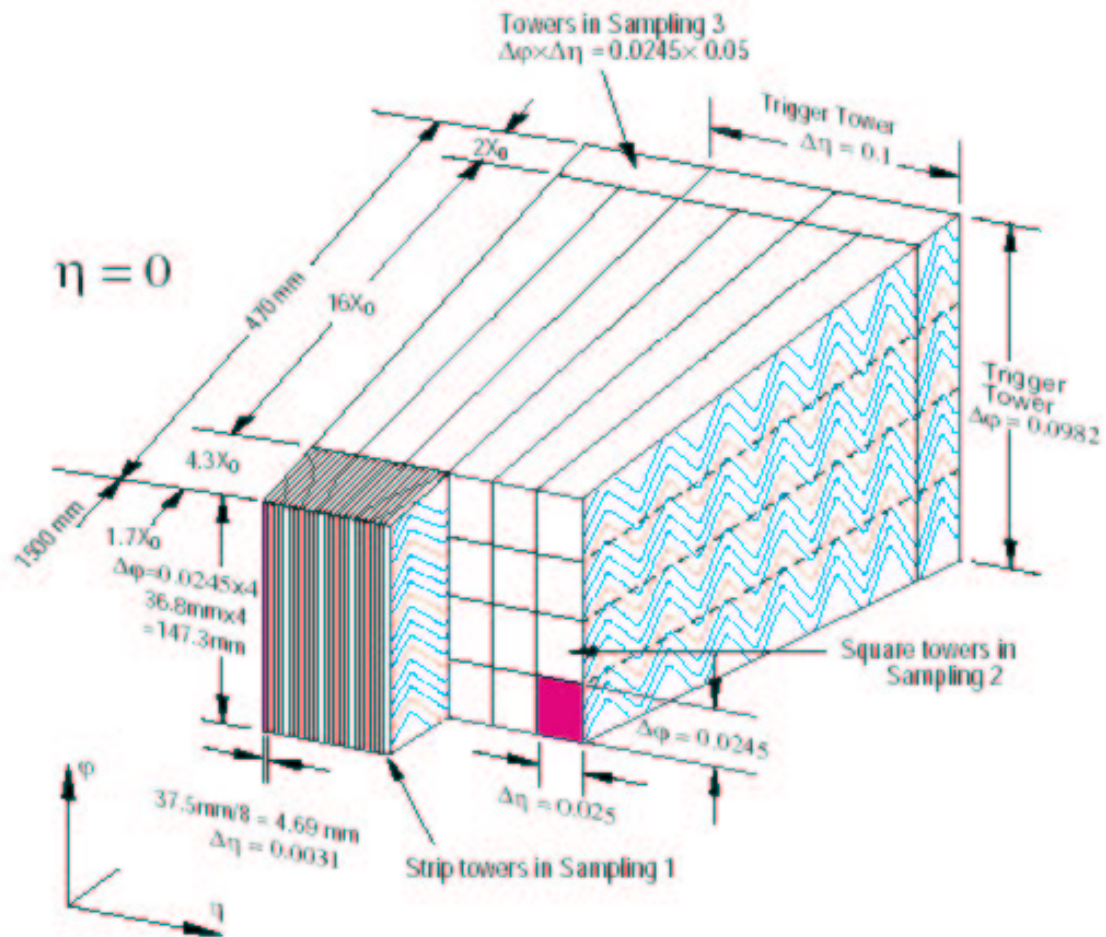 Towers in Sampling 3
Δφ×Δη = 0.0245× 0.05
Trigger Tower
Δη = 0.1
2X₀
η = 0
470 mm
16X₀
Trigger
Tower
Δφ = 0.0982
4.3X₀
1500 mm
1.7X₀
Δφ=0.0245x4
36.8mmx4
=147.3mm
Square towers in
Sampling 2
Δφ = 0.0245
Δη = 0.025
37.5mm/8 = 4.69 mm
Δη = 0.0031
Strip towers in Sampling 1
φ
η